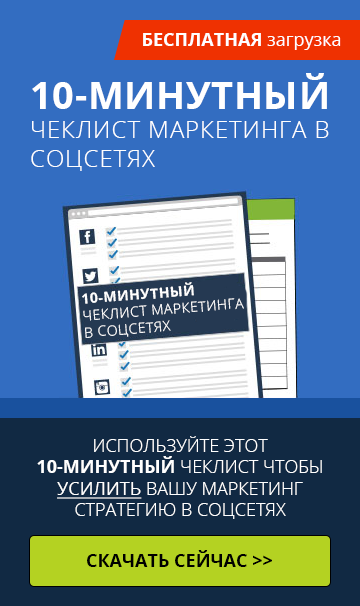 БЕСПЛАТНАЯ загрузка
10-МИНУТНЫЙ
ЧЕКЛИСТ МАРКЕТИНГА В
СОЦСЕТЯХ
10-МИНУТНЫЙ
ЧЕКЛИСТ МАРКЕТИНГА
В СОЦСЕТЯХ
ИСПОЛЬЗУЙТЕ ЭТОТ
10-МИНУТНЫЙ ЧЕКЛИСТ ЧТОБЫ
УСИЛИТЬ ВАШУ МАРКЕТИНГ
СТРАТЕГИЮ В СОЦСЕТЯХ
СКАЧАТЬ СЕЙЧАС >>